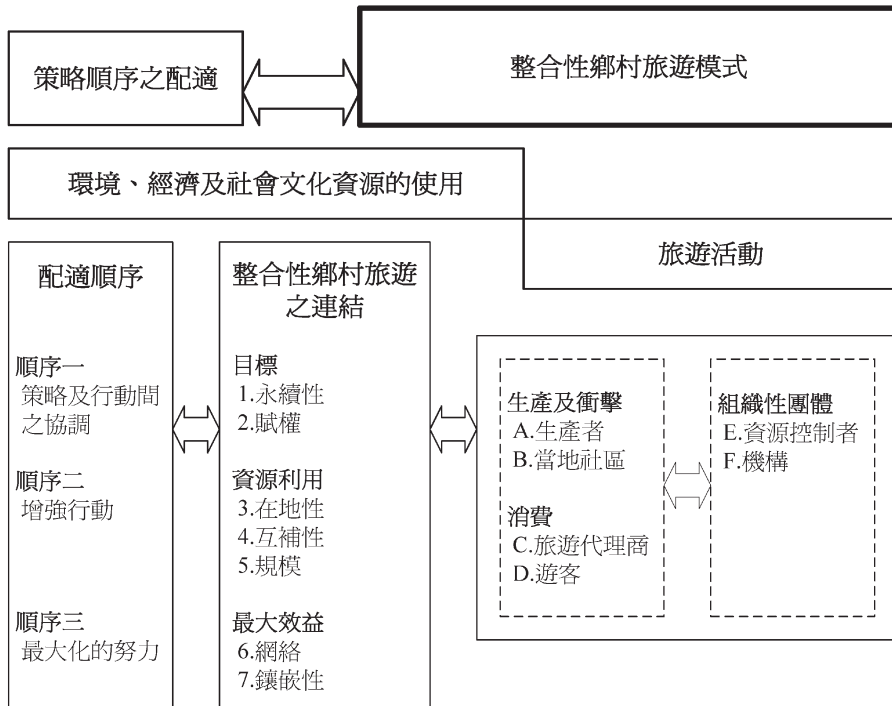 策略順序之配適
整合性鄉村旅遊模式
環境、經濟及社會文化資源的使用
旅遊活動
配適順序
順序一
策略及行動間
之協調
順序二
增強行動
順序三
最大化的努力
整合性鄉村旅遊
之連結
目標
1.永續性
2.賦權
資源利用
3.在地性
4.互補性
5.規模
最大效益
6.網絡
7.鑲嵌性
生產及衝擊
A.生產者
B.當地社區
消費
C.旅遊代理商
D.遊客
組織性團體
E.資源控制者
F.機構